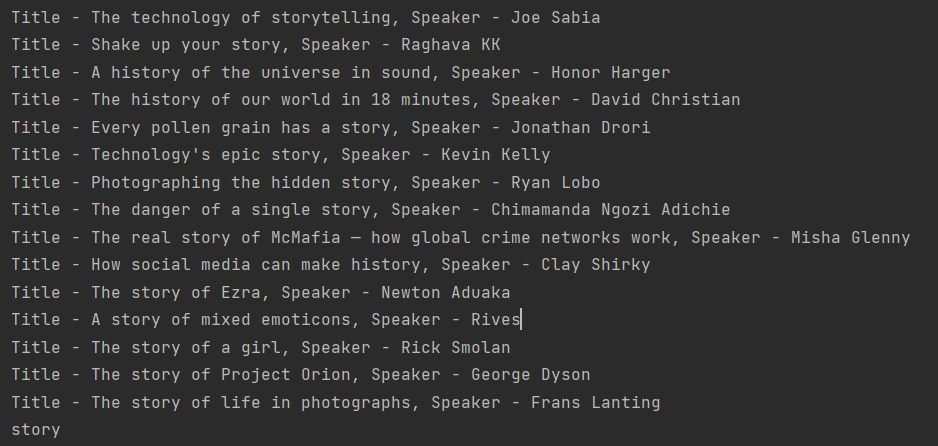 Title - The technology of storytelling, Speaker - Joe Sabia
Title - Shake up your story, Speaker - Raghava KK
Title - A history of the universe in sound, Speaker - Honor Harger
Title - The history of our world in 18 minutes, Speaker - David Christian
Title - Every pollen grain has a story, Speaker - Jonathan Drori
Title - Technology's epic story, Speaker - Kevin Kelly
Title - Photographing the hidden story, Speaker - Ryan Lobo
Title - The danger of a single story, Speaker - Chimamanda Ngozi Adichie
Title - The real story of McMafia — how global crime networks work, Speaker - Misha Glenny
Title - How social media can make history, Speaker - Clay Shirky
Title - The story of Ezra, Speaker - Newton Aduaka
Title - A story of mixed emoticons, Speaker - Rives
Title - The story of a girl, Speaker - Rick Smolan
Title - The story of Project Orion, Speaker - George Dyson
Title - The story of life in photographs, Speaker - Frans Lanting
story